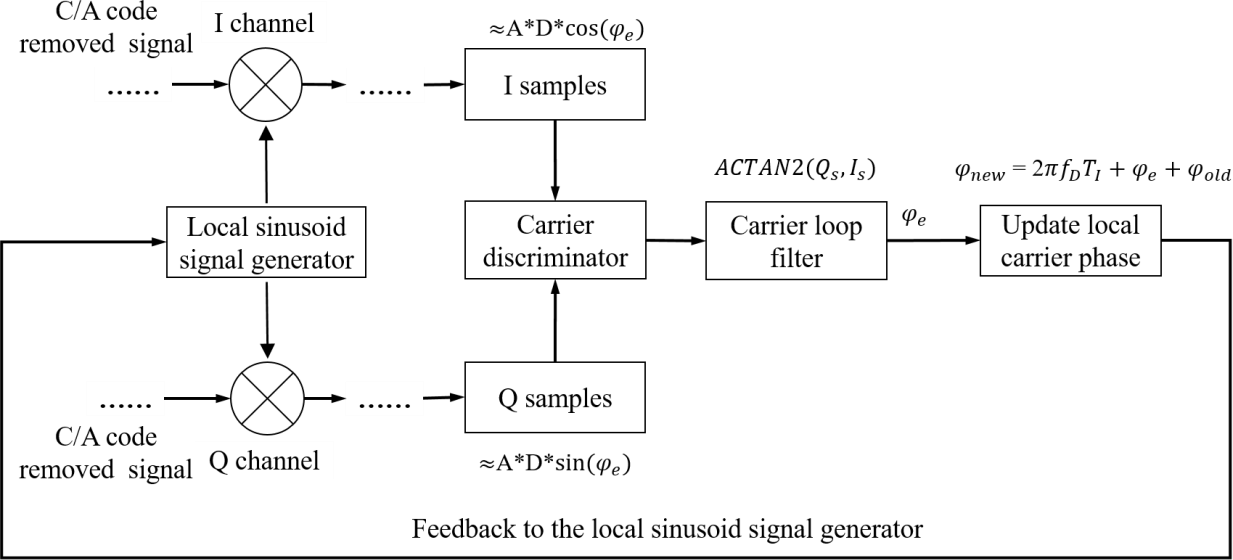 C/A code
removed signal
I channel
≈A*D*cos(φₑ)
......
......
I samples
ACTAN2(Qₛ, Iₛ)
φₙₑw = 2πf_D T_I + φₑ + φₒₗd
Local sinusoid
signal generator
Carrier
discriminator
Carrier loop
filter
φₑ
Update local
carrier phase
......
......
Q samples
C/A code
removed signal
Q channel
≈A*D*sin(φₑ)
Feedback to the local sinusoid signal generator